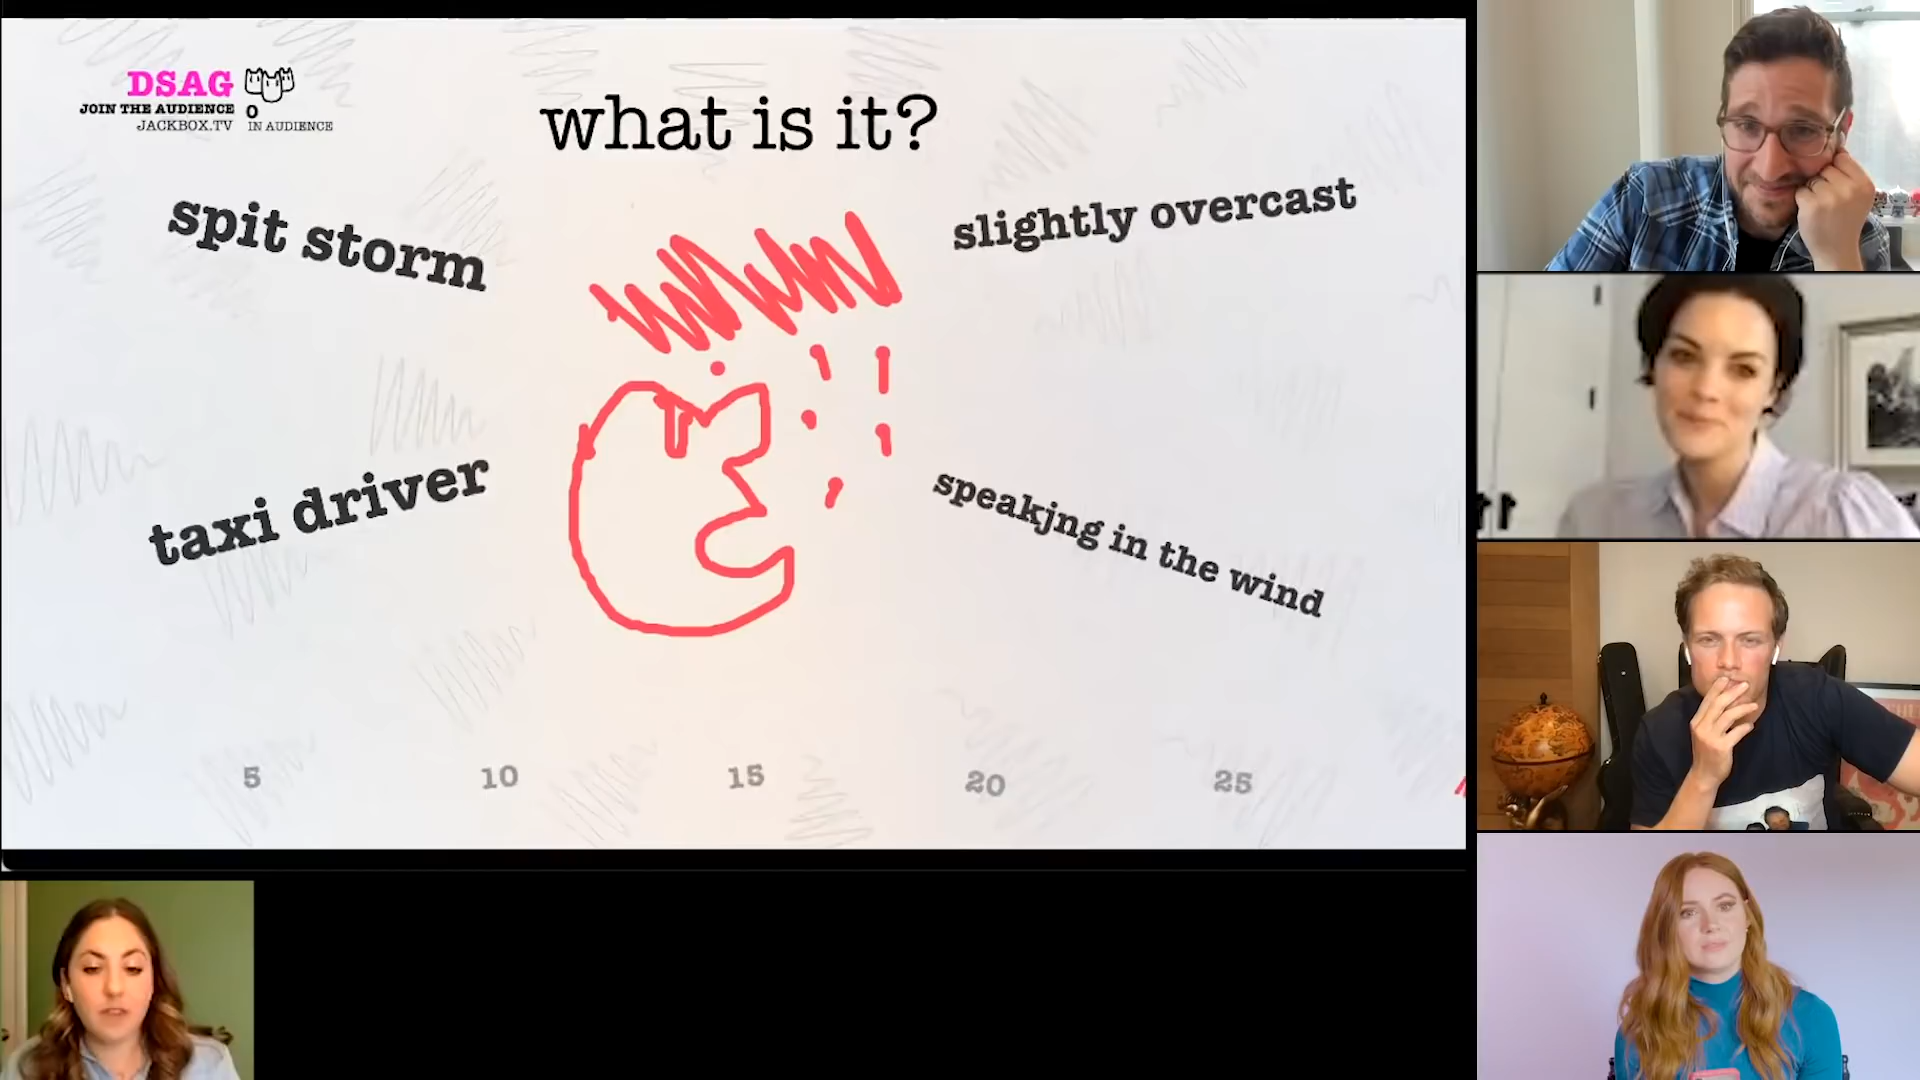 DSAG
JOIN THE AUDIENCE
JACKBOX.TV
0
IN AUDIENCE
what is it?
spit storm
slightly overcast
taxi driver
speakjng in the wind
5
10
15
20
25